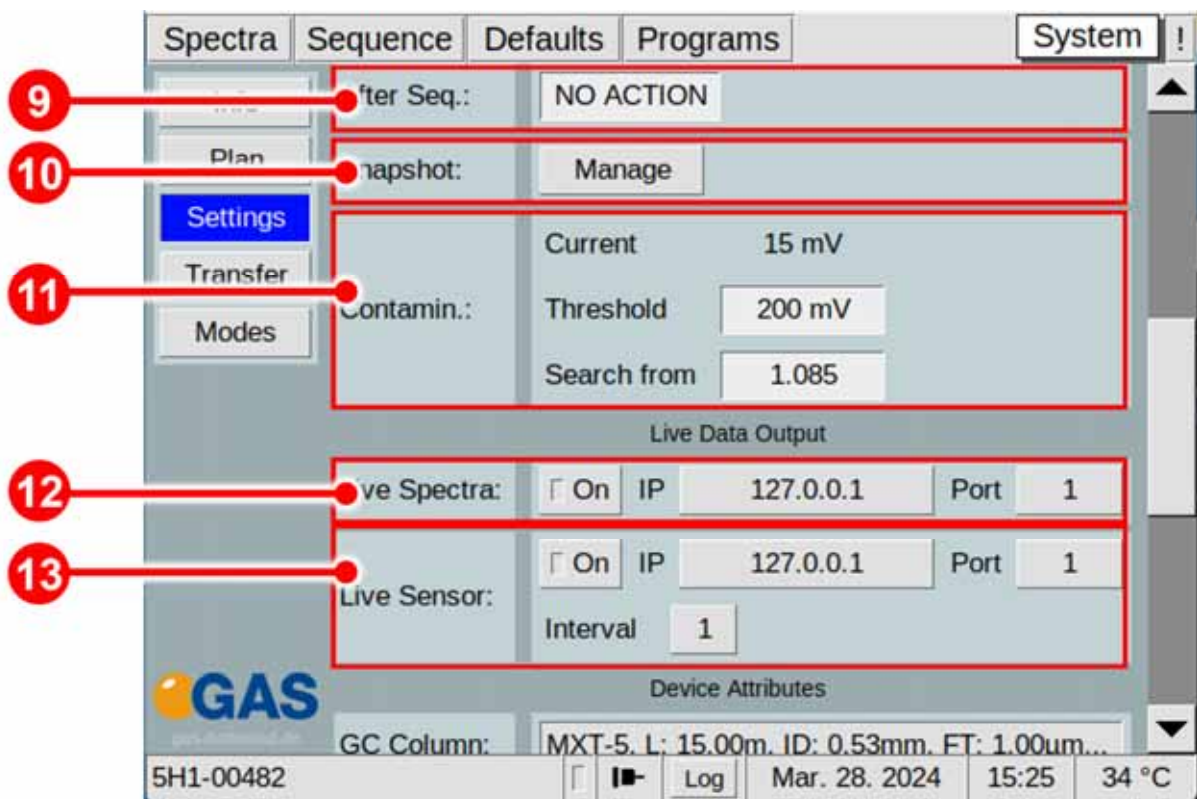 Spectra Sequence Defaults Programs System !
9 fter Seq.: NO ACTION
10 Plan napshot: Manage
Settings
11 Transfer Contamin.: Current 15 mV
Modes Threshold 200 mV
Search from 1.085
Live Data Output
12 ve Spectra: On IP 127.0.0.1 Port 1
13 Live Sensor: On IP 127.0.0.1 Port 1
Interval 1
GAS
Device Attributes
GC Column: MXT-5, L: 15.00m, ID: 0.53mm, FT: 1.00um...
5H1-00482 Log Mar. 28. 2024 15:25 34 °C